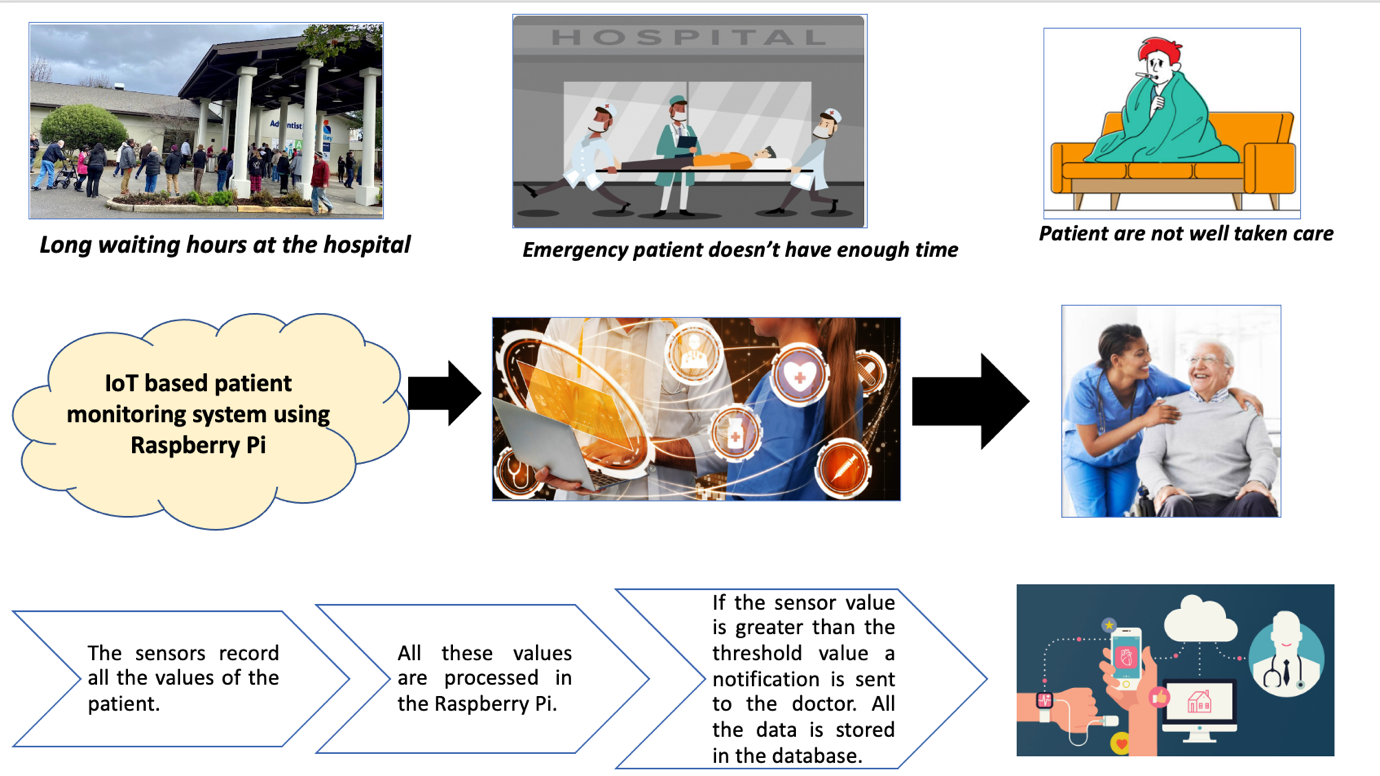 Adventist
HOSPITAL
Long waiting hours at the hospital
Emergency patient doesn't have enough time
Patient are not well taken care
IoT based patient
monitoring system using
Raspberry Pi
The sensors record
all the values of the
patient.
All these values
are processed in
the Raspberry Pi.
If the sensor value
is greater than the
threshold value a
notification is sent
to the doctor. All
the data is stored
in the database.